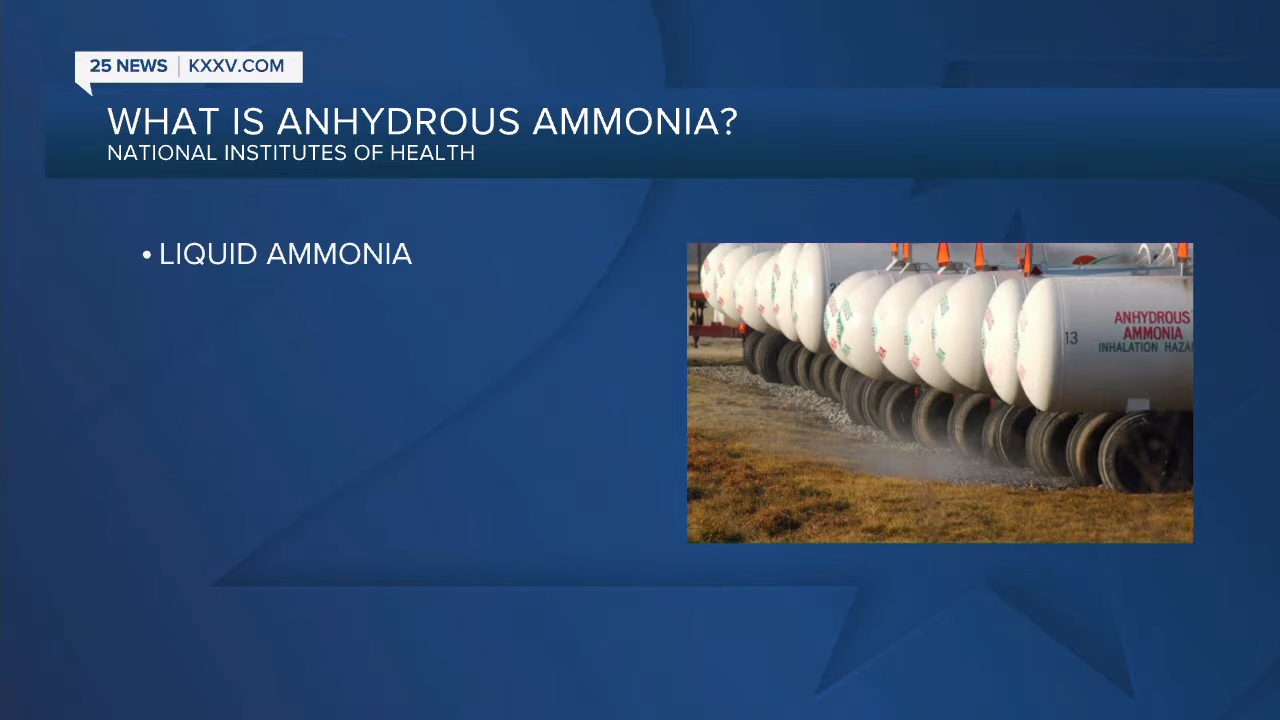 25 NEWS | KXXV.COM
WHAT IS ANHYDROUS AMMONIA?
NATIONAL INSTITUTES OF HEALTH
• LIQUID AMMONIA
ANHYDROUS
AMMONIA
13
INHALATION HAZA